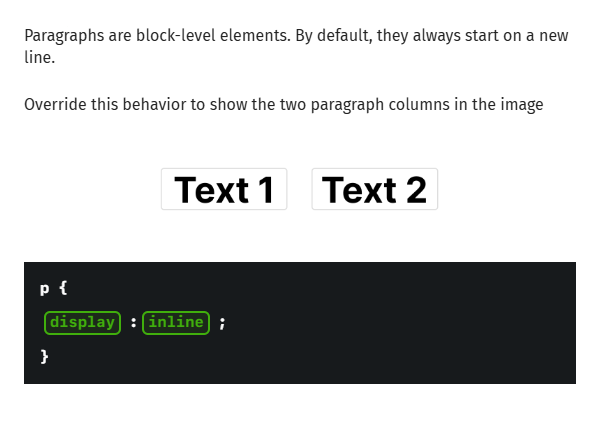 Paragraphs are block-level elements. By default, they always start on a new
line.
Override this behavior to show the two paragraph columns in the image
Text 1 Text 2
p {
display : inline ;
}